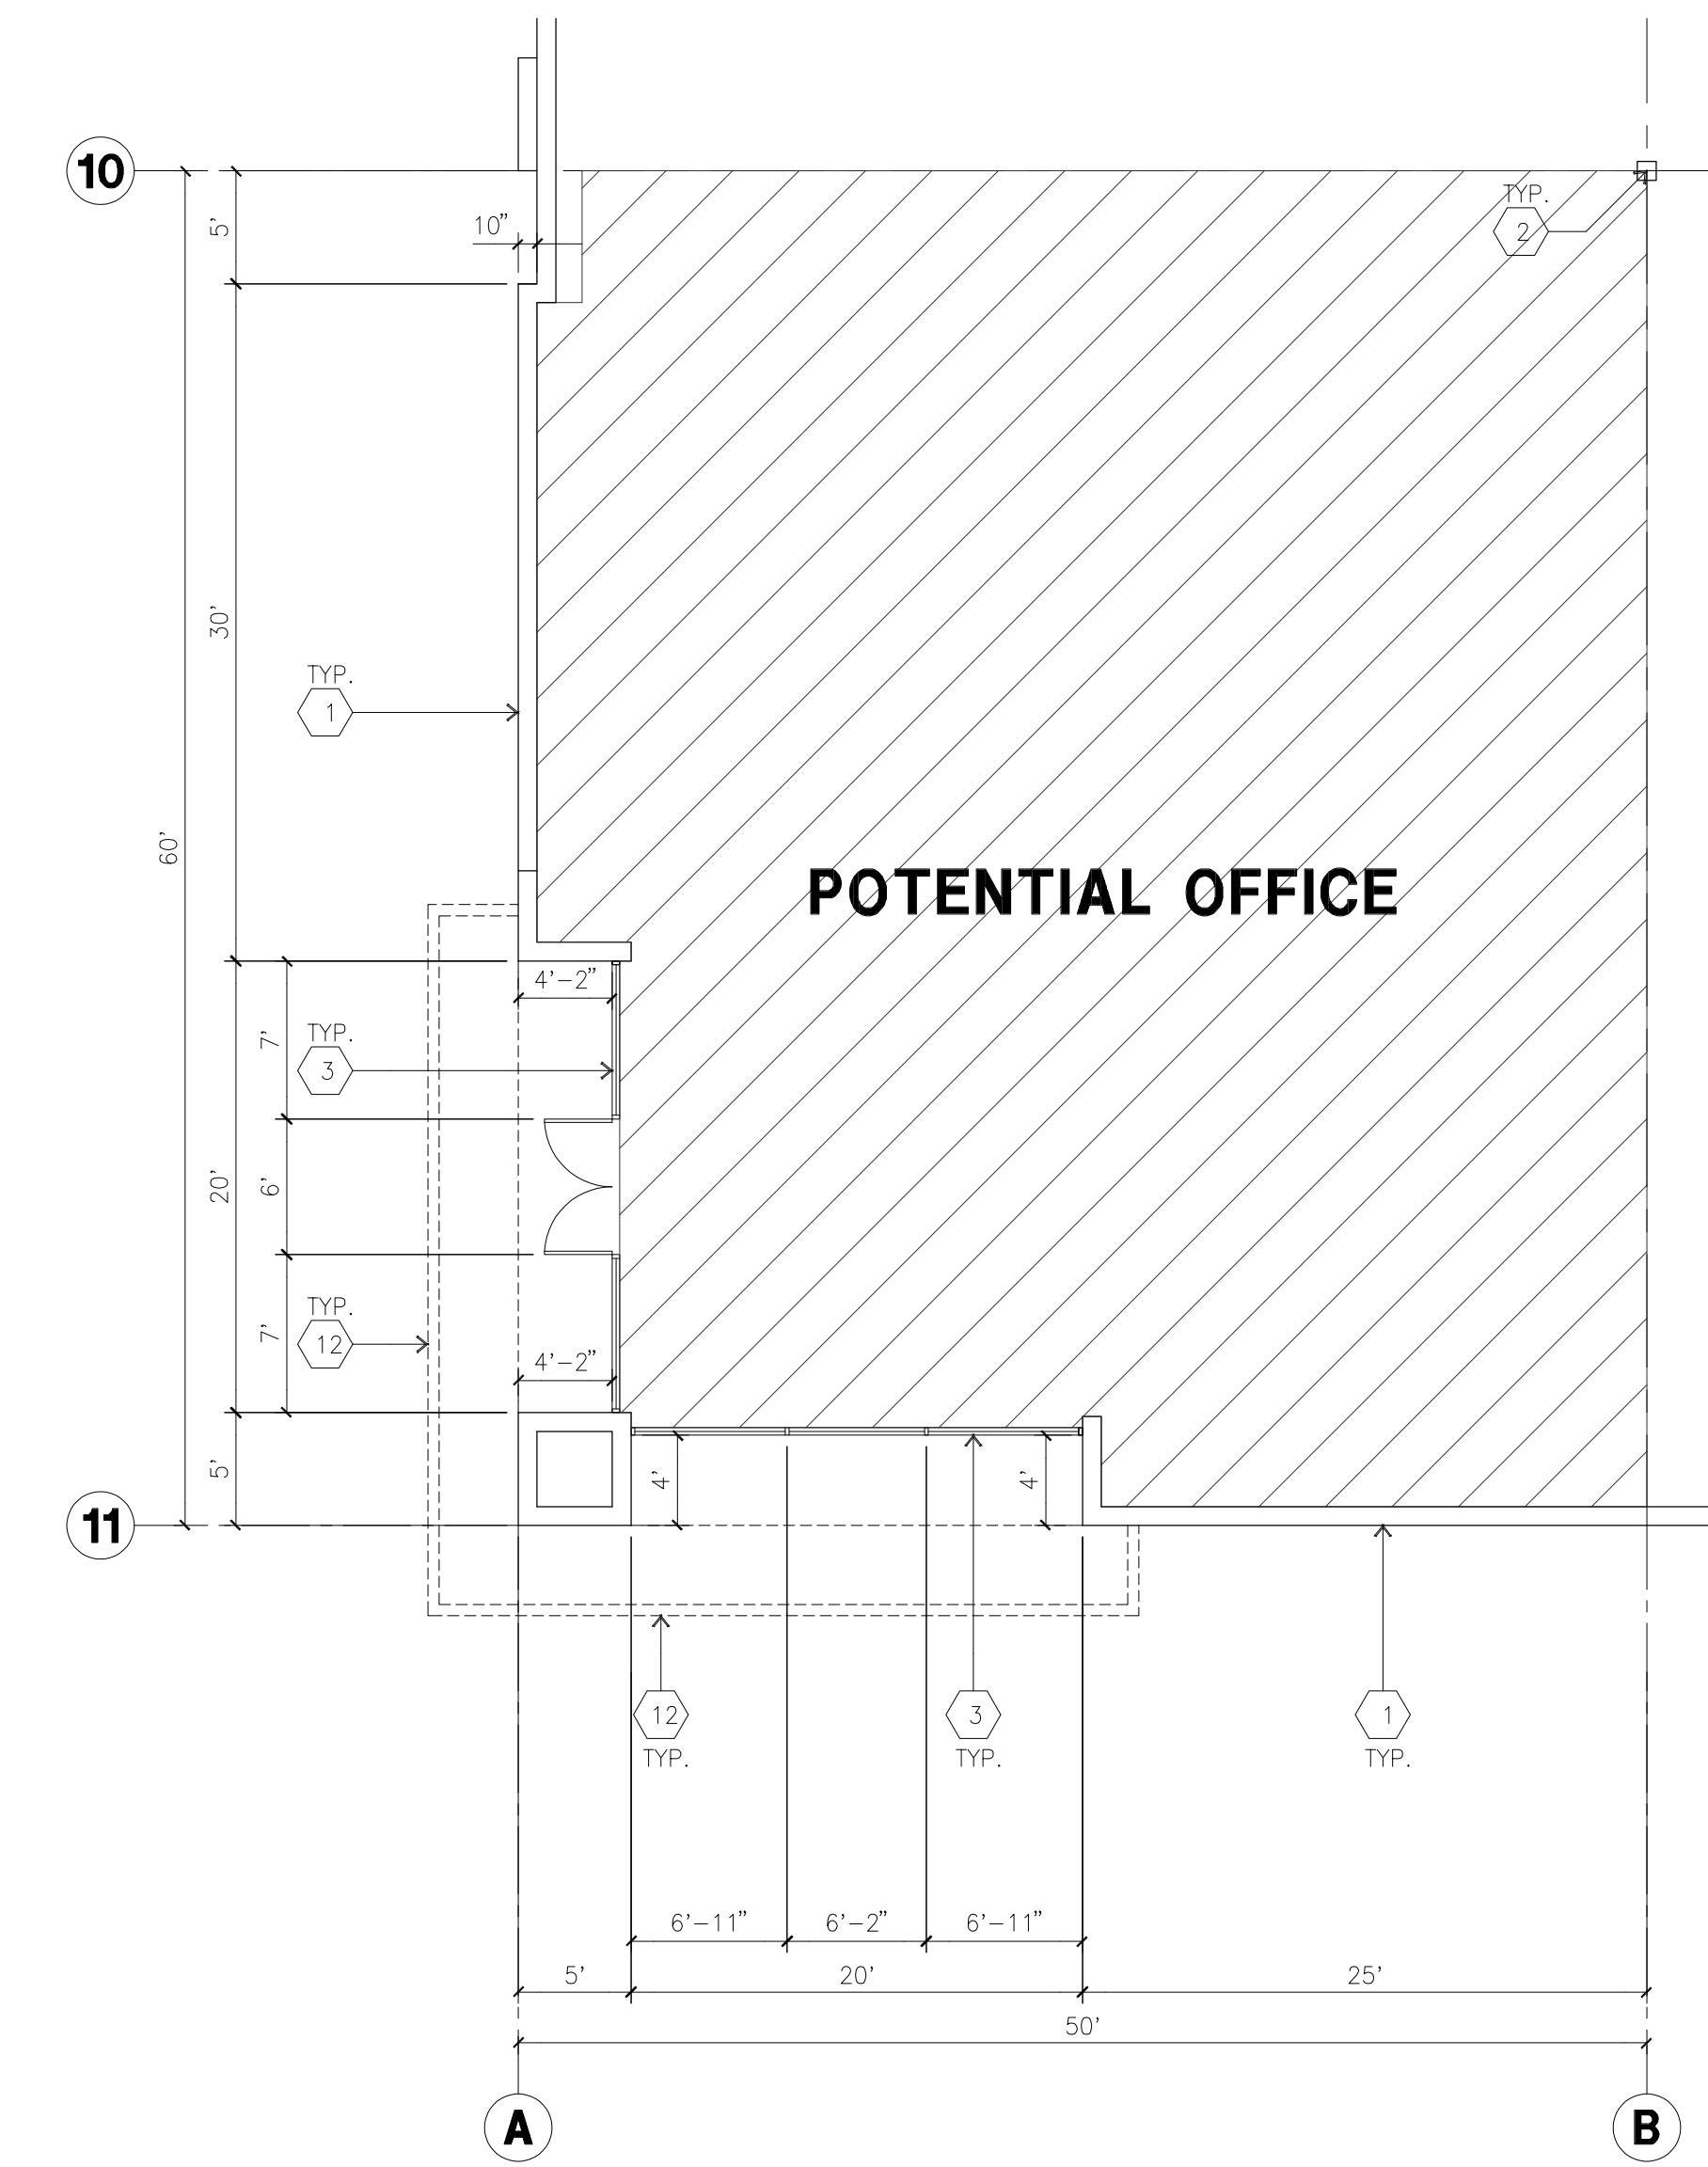 10
5'
10"
TYP.
2
30'
TYP.
1
60'
POTENTIAL OFFICE
4'-2"
7'
TYP.
3
20'
6'
TYP.
12
7'
4'-2"
5'
4'
4'
11
12
TYP.
3
TYP.
1
TYP.
6'-11"
6'-2"
6'-11"
5'
20'
25'
50'
A
B